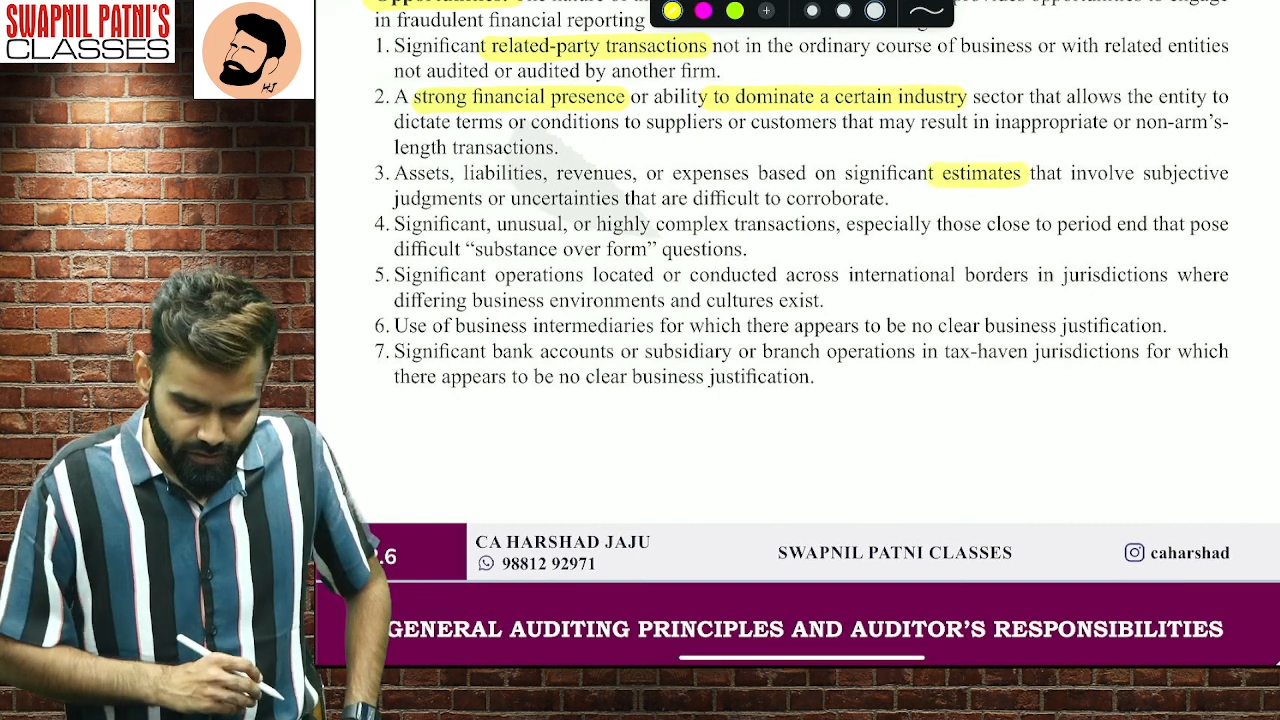 SWAPNIL PATNI'S
CLASSES
HJ
in fraudulent financial reporting
1. Significant related-party transactions not in the ordinary course of business or with related entities
not audited or audited by another firm.
2. A strong financial presence or ability to dominate a certain industry sector that allows the entity to
dictate terms or conditions to suppliers or customers that may result in inappropriate or non-arm's-
length transactions.
3. Assets, liabilities, revenues, or expenses based on significant estimates that involve subjective
judgments or uncertainties that are difficult to corroborate.
4. Significant, unusual, or highly complex transactions, especially those close to period end that pose
difficult “substance over form” questions.
5. Significant operations located or conducted across international borders in jurisdictions where
differing business environments and cultures exist.
6. Use of business intermediaries for which there appears to be no clear business justification.
7. Significant bank accounts or subsidiary or branch operations in tax-haven jurisdictions for which
there appears to be no clear business justification.
.6
CA HARSHAD JAJU
98812 92971
SWAPNIL PATNI CLASSES
caharshad
GENERAL AUDITING PRINCIPLES AND AUDITOR'S RESPONSIBILITIES